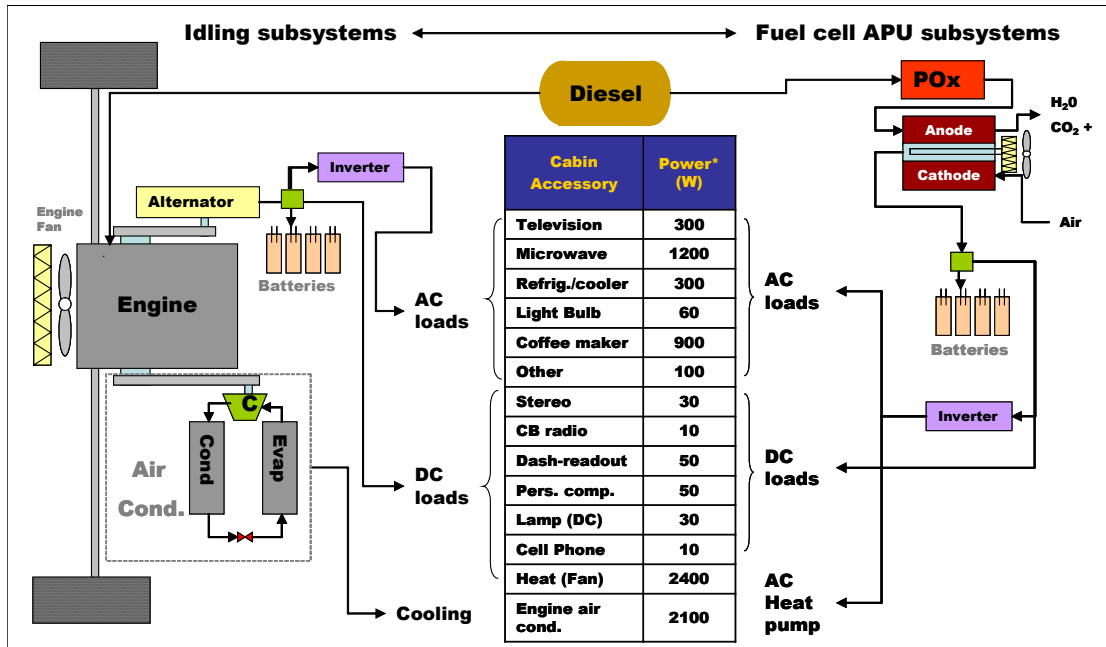 Idling subsystems
Fuel cell APU subsystems
Diesel
POx
H₂0
CO₂ +
Anode
Cathode
Air
Cabin
Accessory
Power*
(W)
Inverter
Alternator
Engine
Fan
Batteries
Engine
AC
loads
Television 300
Microwave 1200
Refrig./cooler 300
Light Bulb 60
Coffee maker 900
Other 100
Stereo 30
CB radio 10
Dash-readout 50
Pers. comp. 50
Lamp (DC) 30
Cell Phone 10
Heat (Fan) 2400
Engine air
cond.
2100
AC
loads
Batteries
Inverter
DC
loads
AC
Heat
pump
C
Cond
Evap
Air
Cond.
DC
loads
Cooling